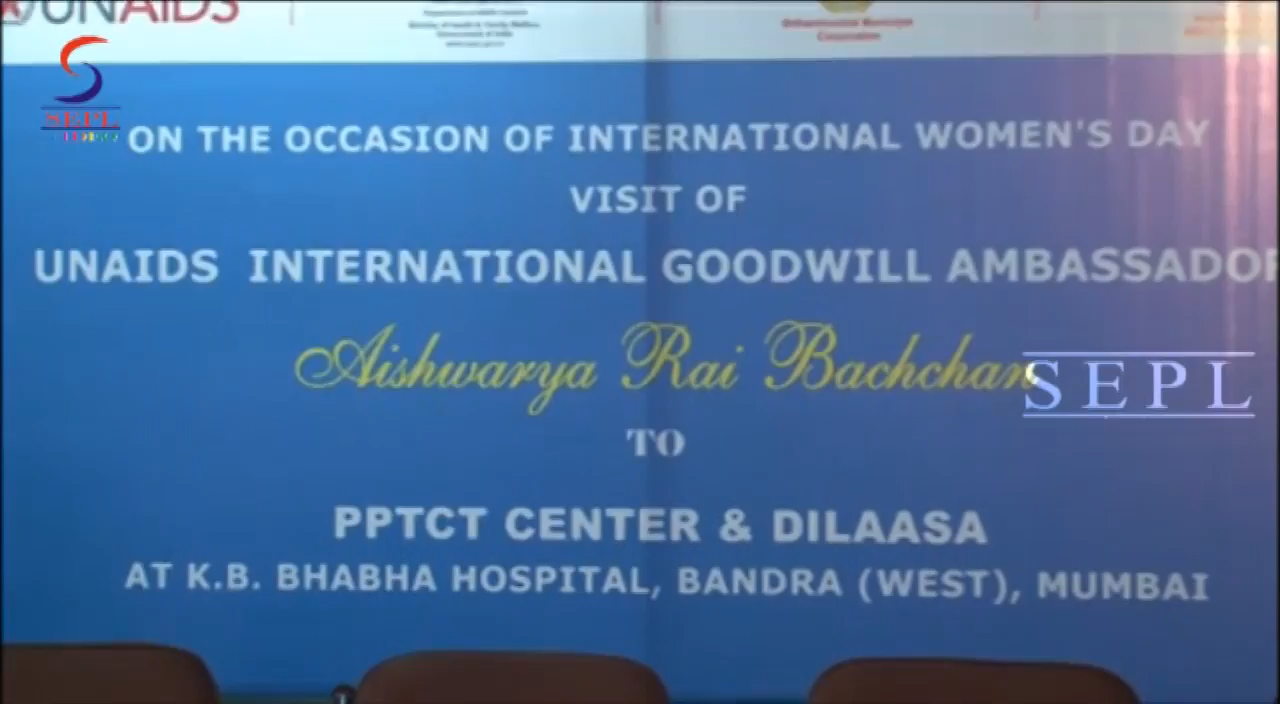 UNAIDS
Corporation
SEPL
ON THE OCCASION OF INTERNATIONAL WOMEN'S DAY
VISIT OF
UNAIDS INTERNATIONAL GOODWILL AMBASSADOR
Aishwarya Rai Bachchan
SEPL
TO
PPTCT CENTER & DILAASA
AT K.B. BHABHA HOSPITAL, BANDRA (WEST), MUMBAI